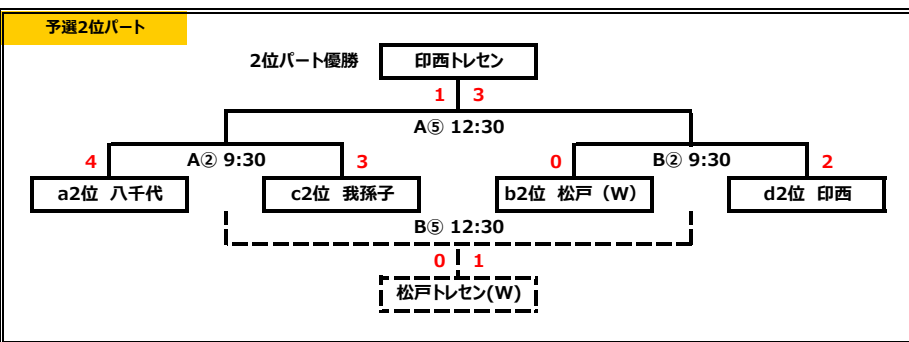 予選2位パート
2位パート優勝 印西トレセン
1 3
A⑤ 12:30
4 A② 9:30 3 0 B② 9:30 2
a2位 八千代 c2位 我孫子 b2位 松戸（W） d2位 印西
B⑤ 12:30
0 1
松戸トレセン(W)